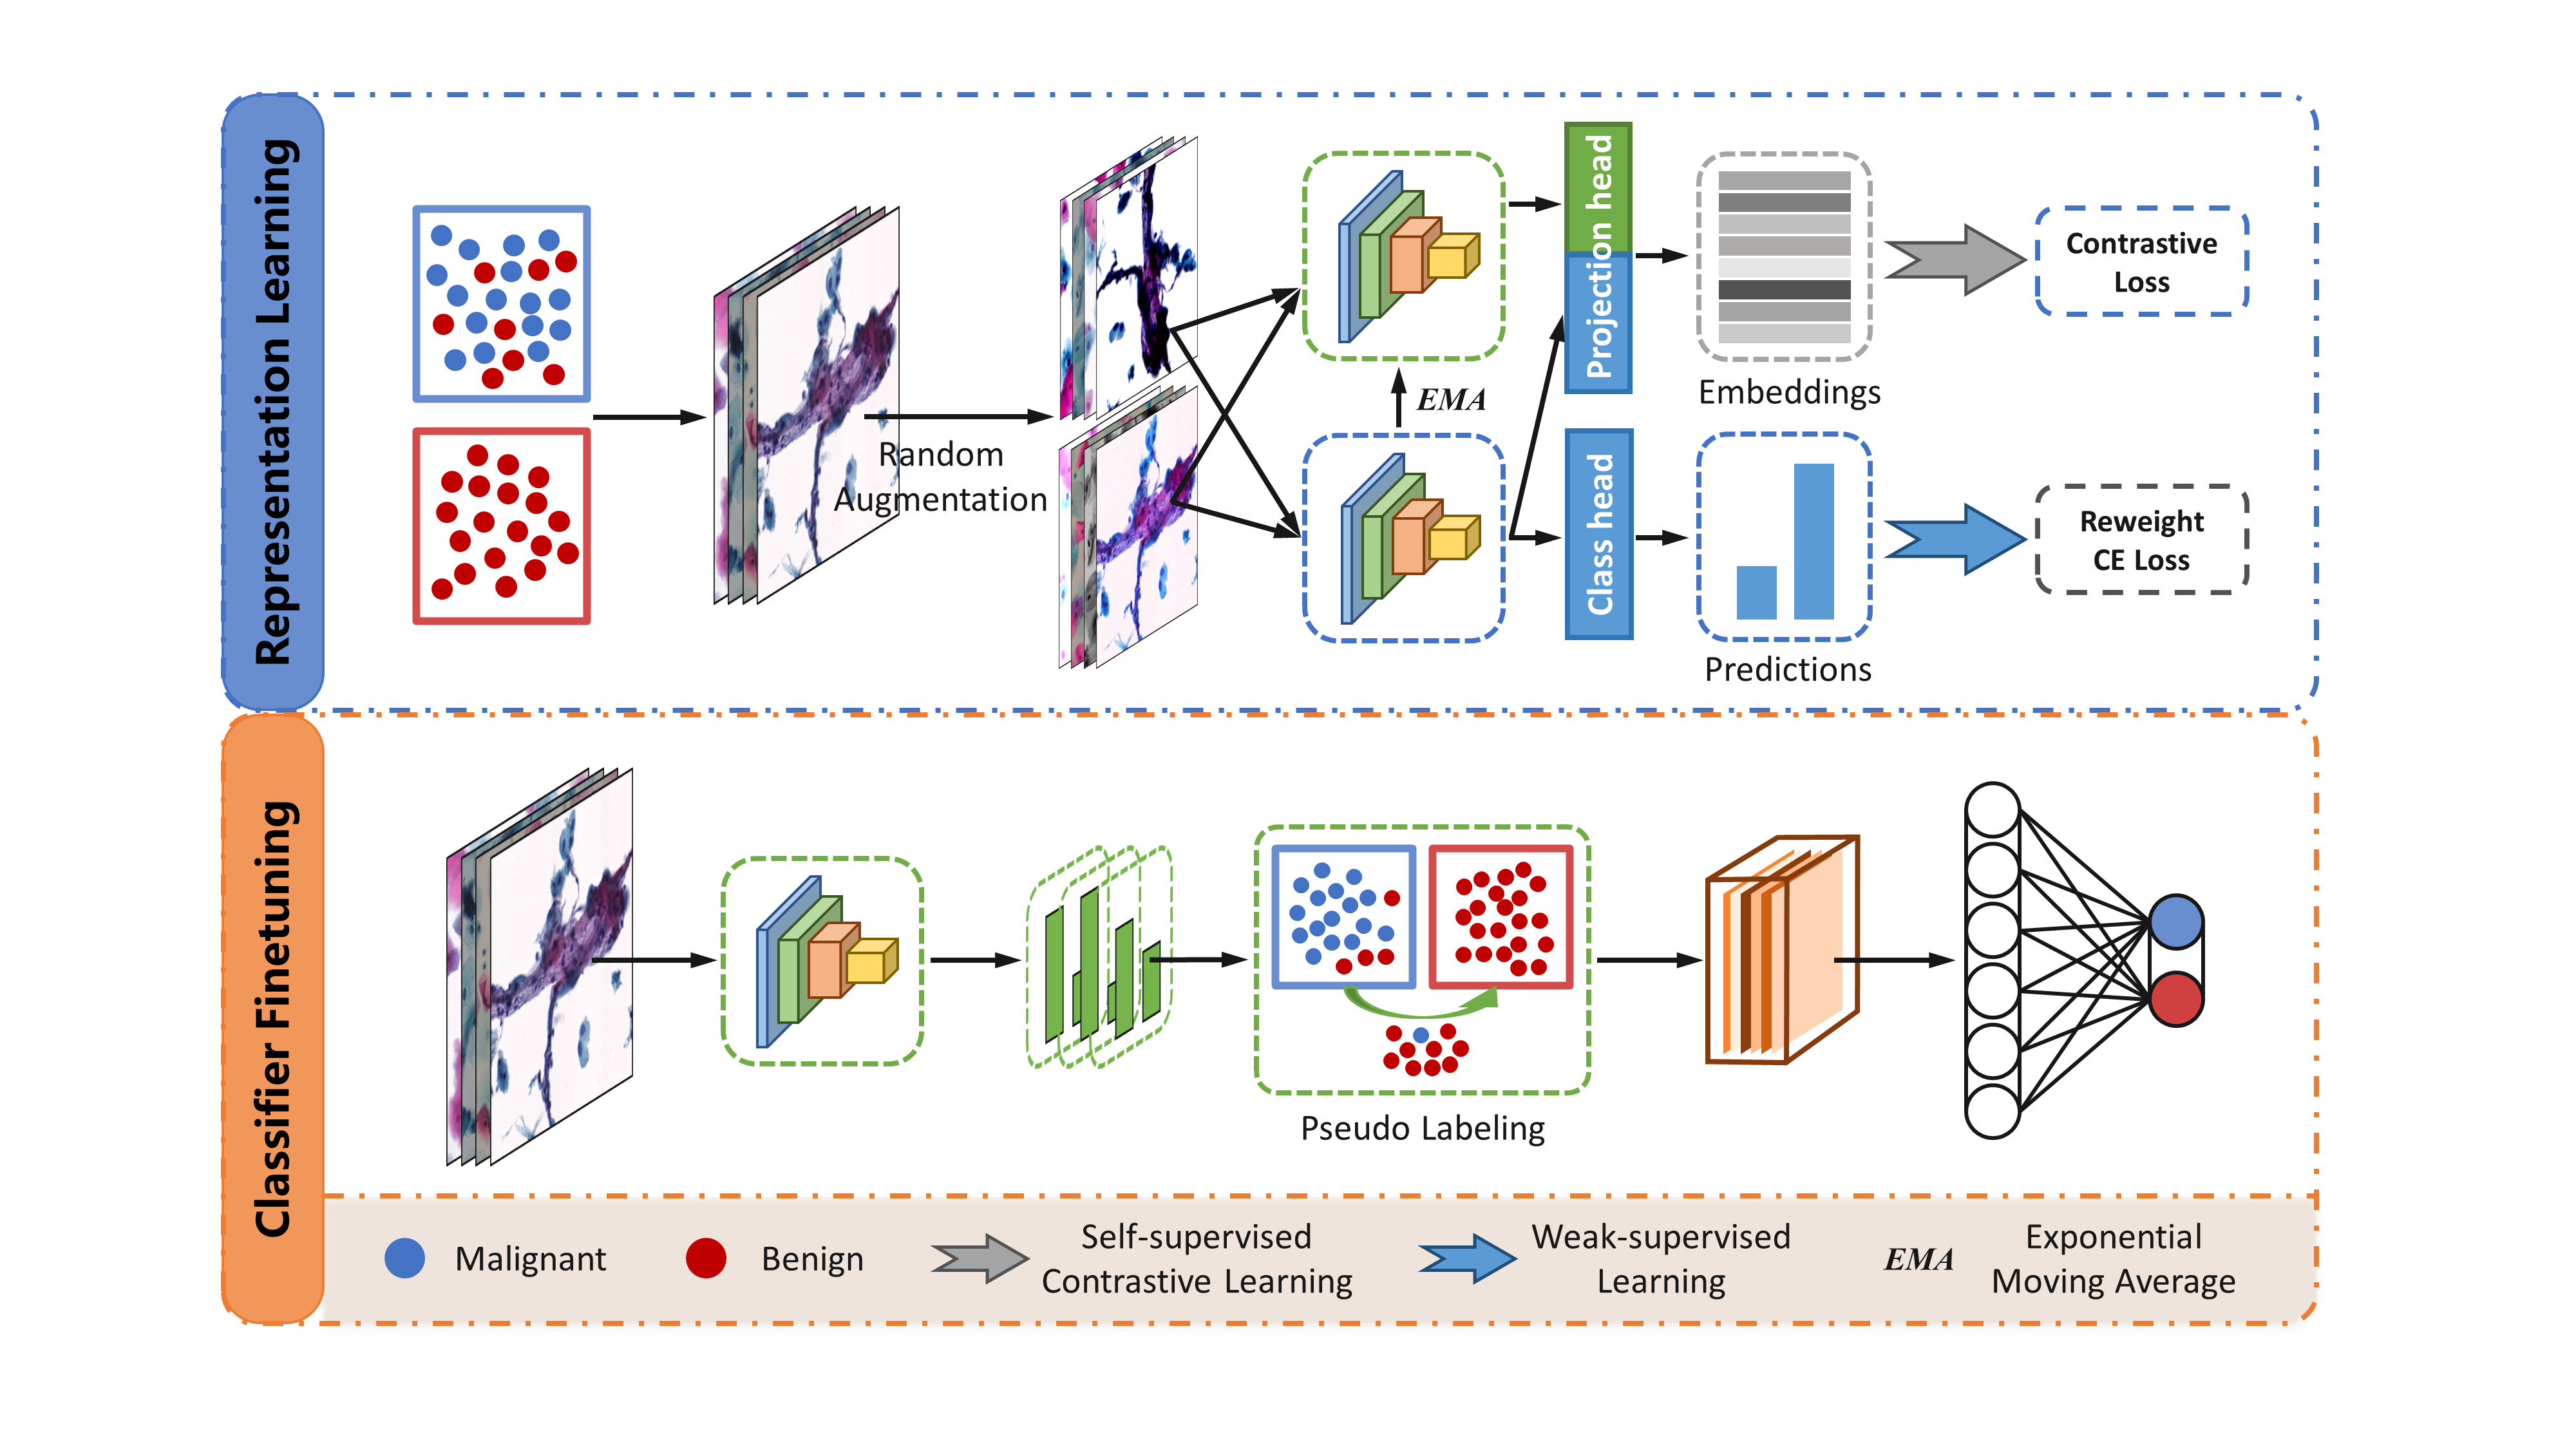 Representation Learning
Random
Augmentation
EMA
Projection head
Class head
Embeddings
Predictions
Contrastive
Loss
Reweight
CE Loss
Classifier Finetuning
Pseudo Labeling
Malignant
Benign
Self-supervised
Contrastive Learning
Weak-supervised
Learning
EMA
Exponential
Moving Average